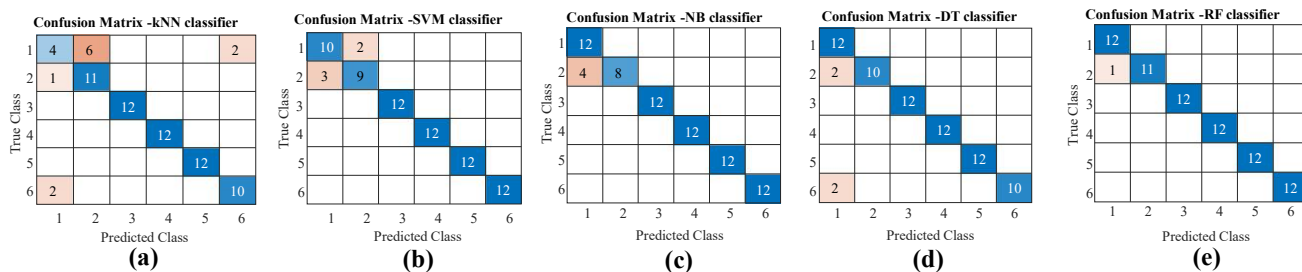 Confusion Matrix -kNN classifier
1 4 6 2
2 1 11
3 12
4 12
5 12
6 2 10
True Class
1 2 3 4 5 6
Predicted Class
(a)
Confusion Matrix -SVM classifier
1 10 2
2 3 9
3 12
4 12
5 12
6 12
True Class
1 2 3 4 5 6
Predicted Class
(b)
Confusion Matrix -NB classifier
1 12
2 4 8
3 12
4 12
5 12
6 12
True Class
1 2 3 4 5 6
Predicted Class
(c)
Confusion Matrix -DT classifier
1 12
2 2 10
3 12
4 12
5 12
6 2 10
True Class
1 2 3 4 5 6
Predicted Class
(d)
Confusion Matrix -RF classifier
1 12
2 1 11
3 12
4 12
5 12
6 12
True Class
1 2 3 4 5 6
Predicted Class
(e)